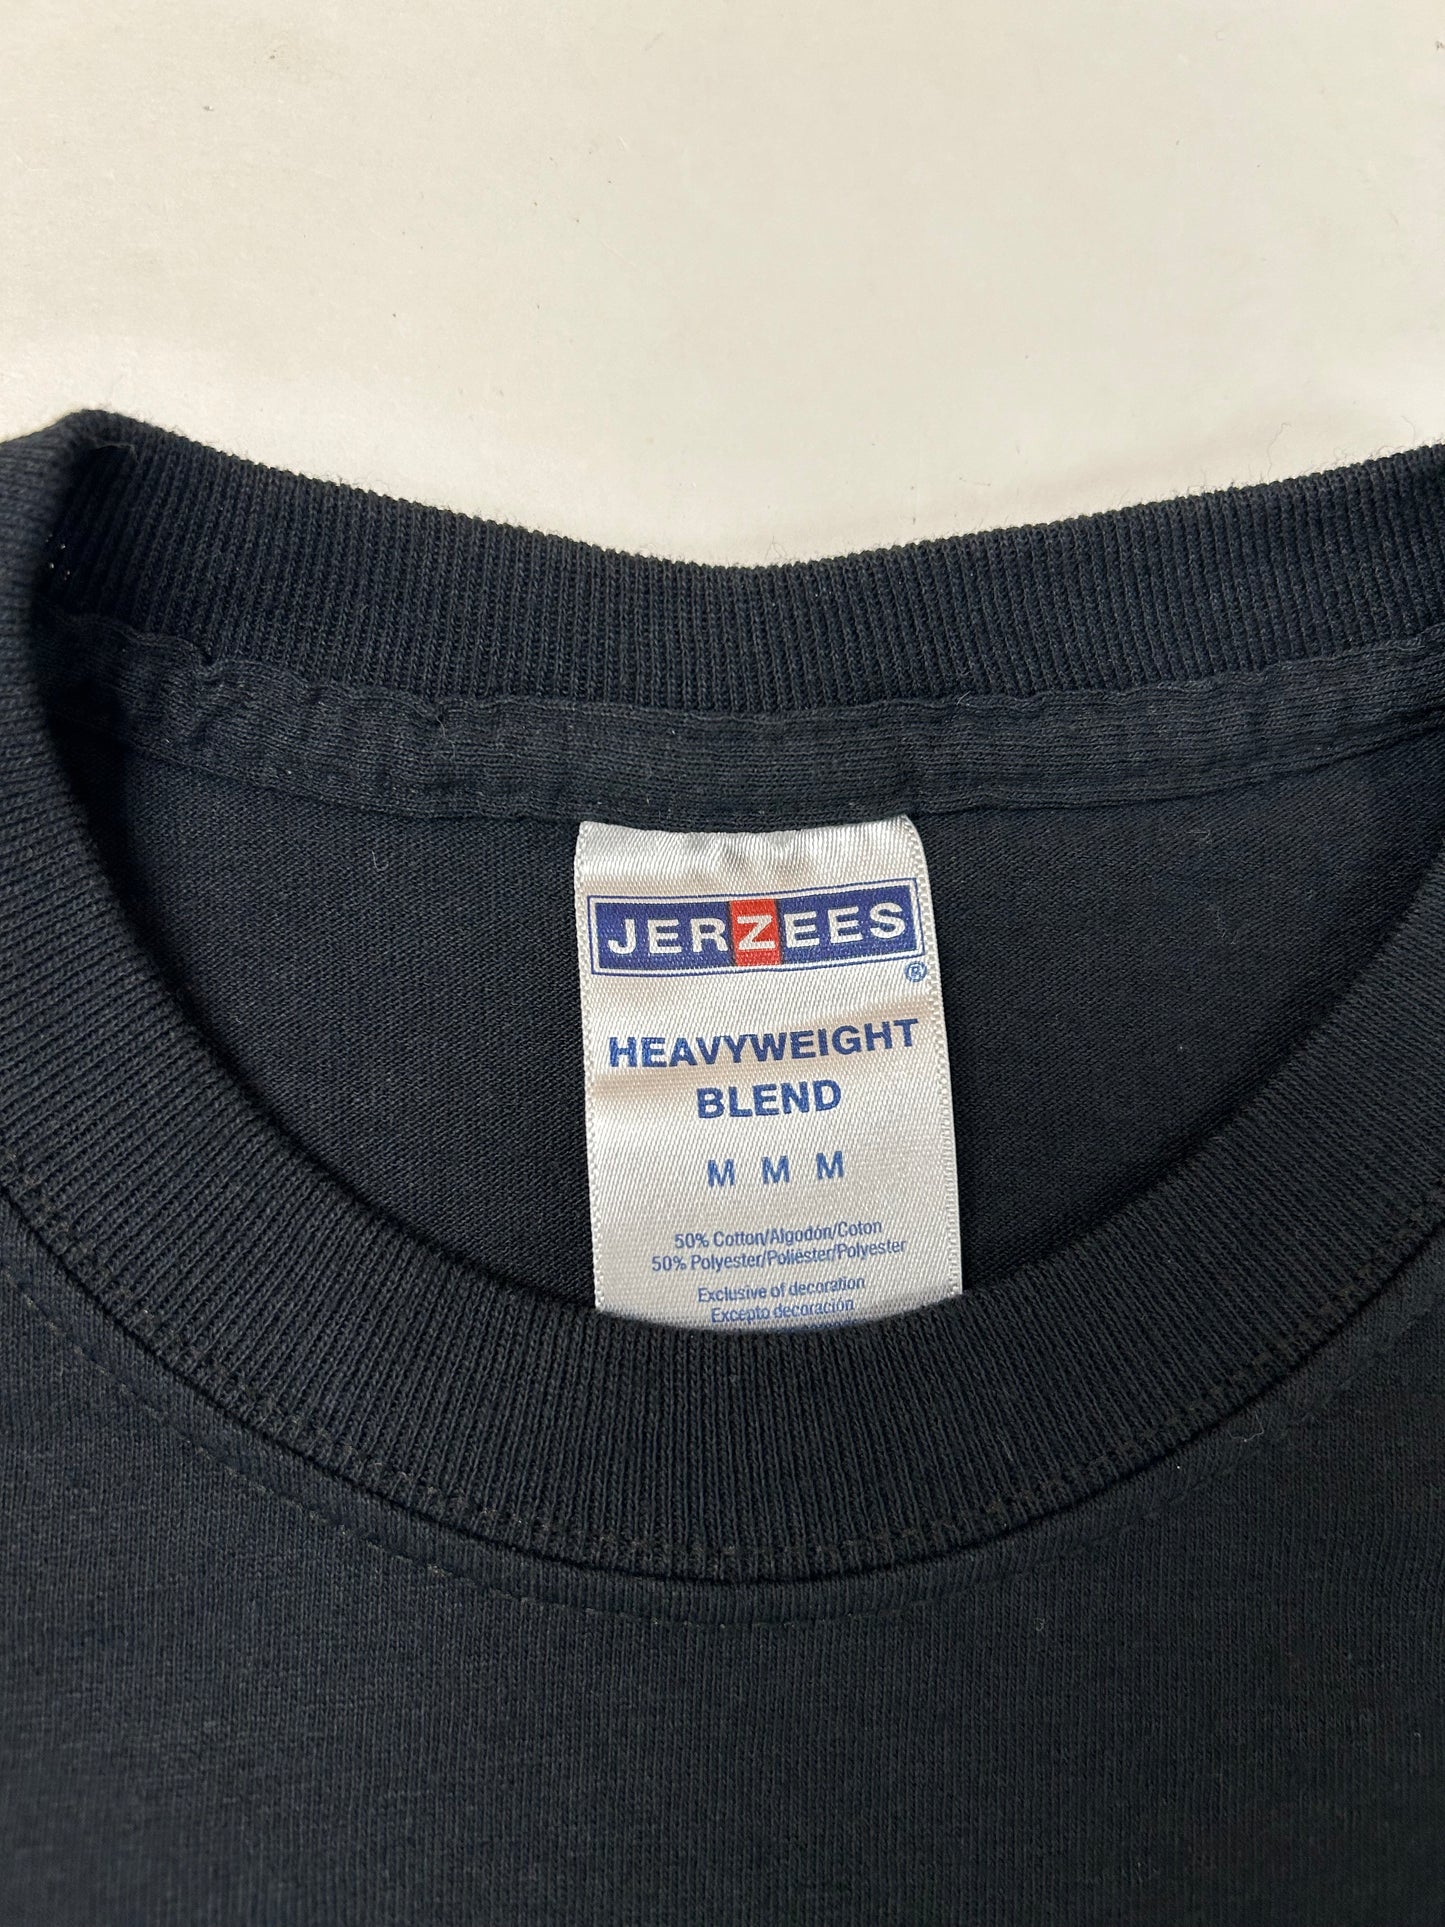 JERZEES
®
HEAVYWEIGHT
BLEND
M M M
50% Cotton/Algodón/Coton
50% Polyester/Poliéster/Polyester
Exclusive of decoration
Excepto decoración